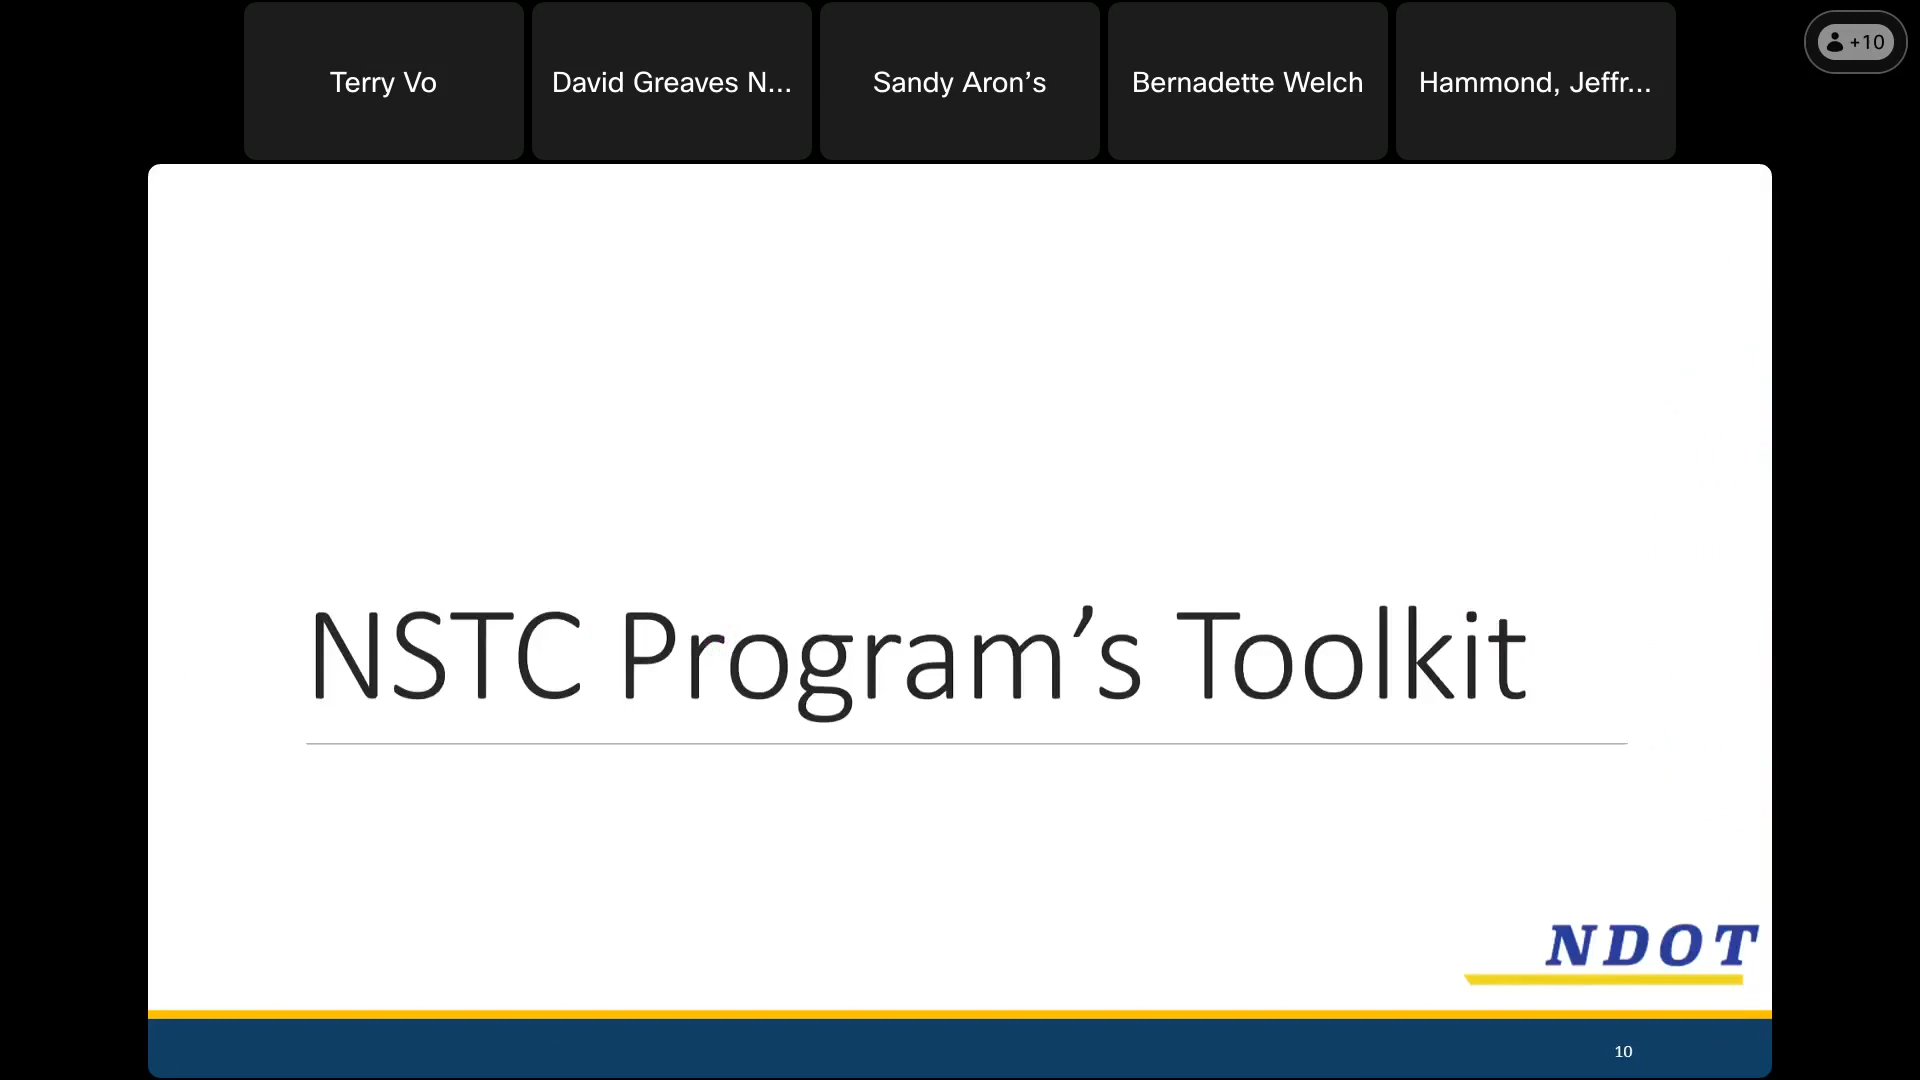 Terry Vo
David Greaves N...
Sandy Aron’s
Bernadette Welch
Hammond, Jeffr...
+10
NSTC Program’s Toolkit
NDOT
10